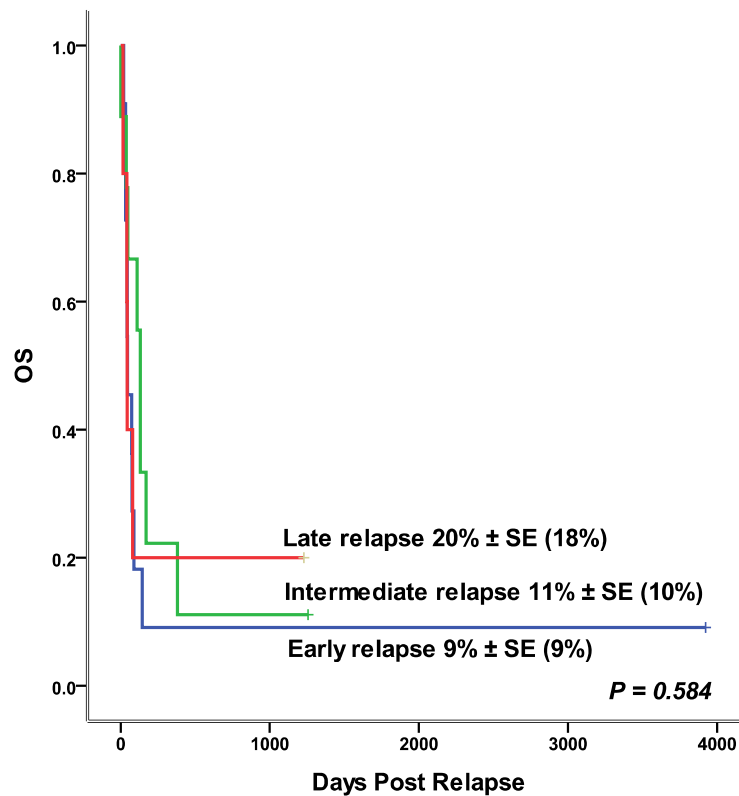 1.0
0.8
0.6
0.4
0.2
0.0
OS
Late relapse 20% ± SE (18%)
Intermediate relapse 11% ± SE (10%)
Early relapse 9% ± SE (9%)
P = 0.584
0 1000 2000 3000 4000
Days Post Relapse